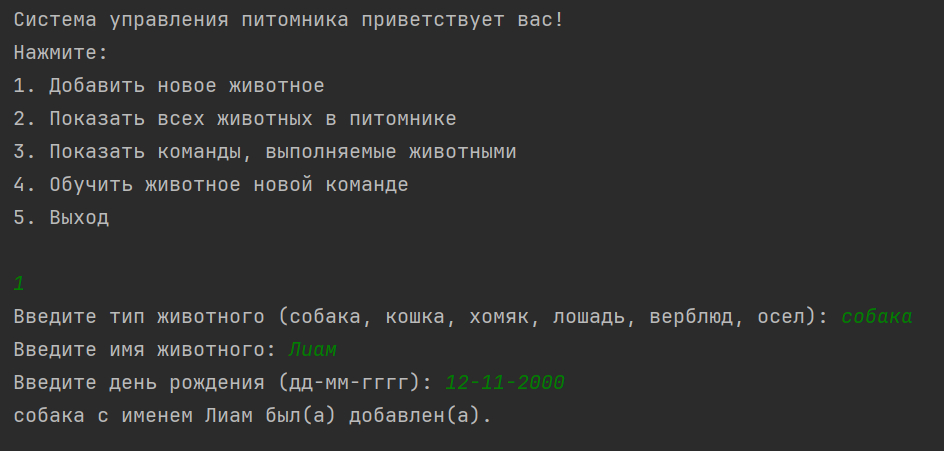 Система управления питомника приветствует вас!
Нажмите:
1. Добавить новое животное
2. Показать всех животных в питомнике
3. Показать команды, выполняемые животными
4. Обучить животное новой команде
5. Выход
1
Введите тип животного (собака, кошка, хомяк, лошадь, верблюд, осел): собака
Введите имя животного: Лиам
Введите день рождения (дд-мм-гггг): 12-11-2000
собака с именем Лиам был(а) добавлен(а).